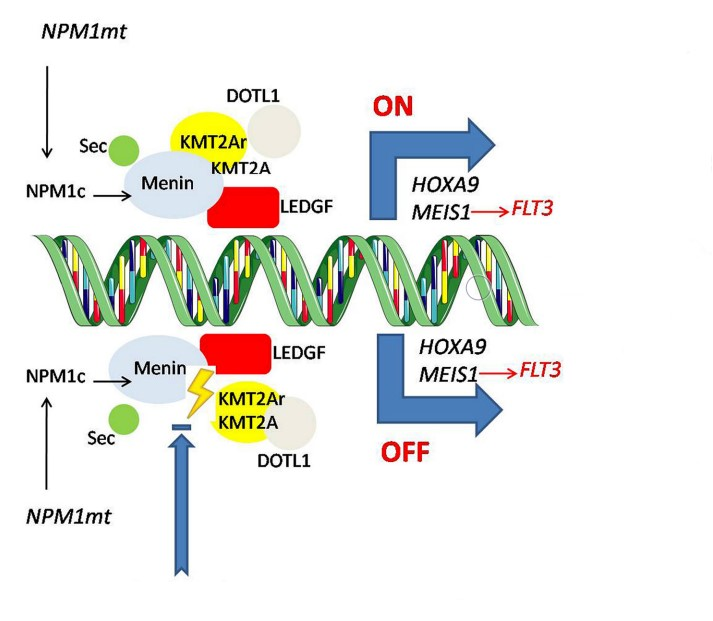 NPM1mt
DOTL1
ON
Sec
KMT2Ar
KMT2A
Menin
NPM1c
LEDGF
HOXA9
MEIS1
FLT3
LEDGF
HOXA9
MEIS1
FLT3
Menin
NPM1c
KMT2Ar
KMT2A
Sec
DOTL1
OFF
NPM1mt